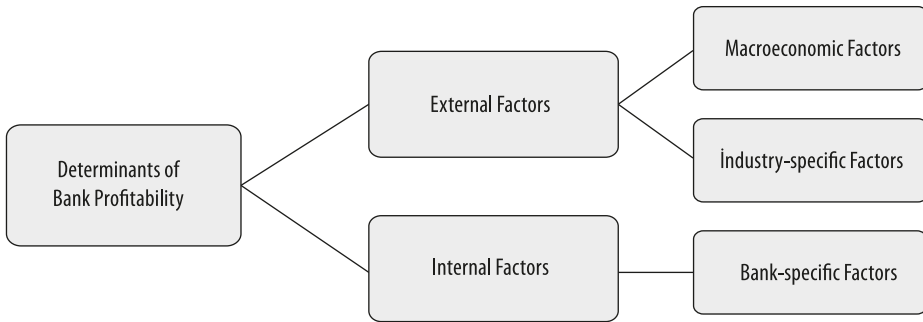 Determinants of
Bank Profitability
External Factors
Internal Factors
Macroeconomic Factors
İndustry-specific Factors
Bank-specific Factors